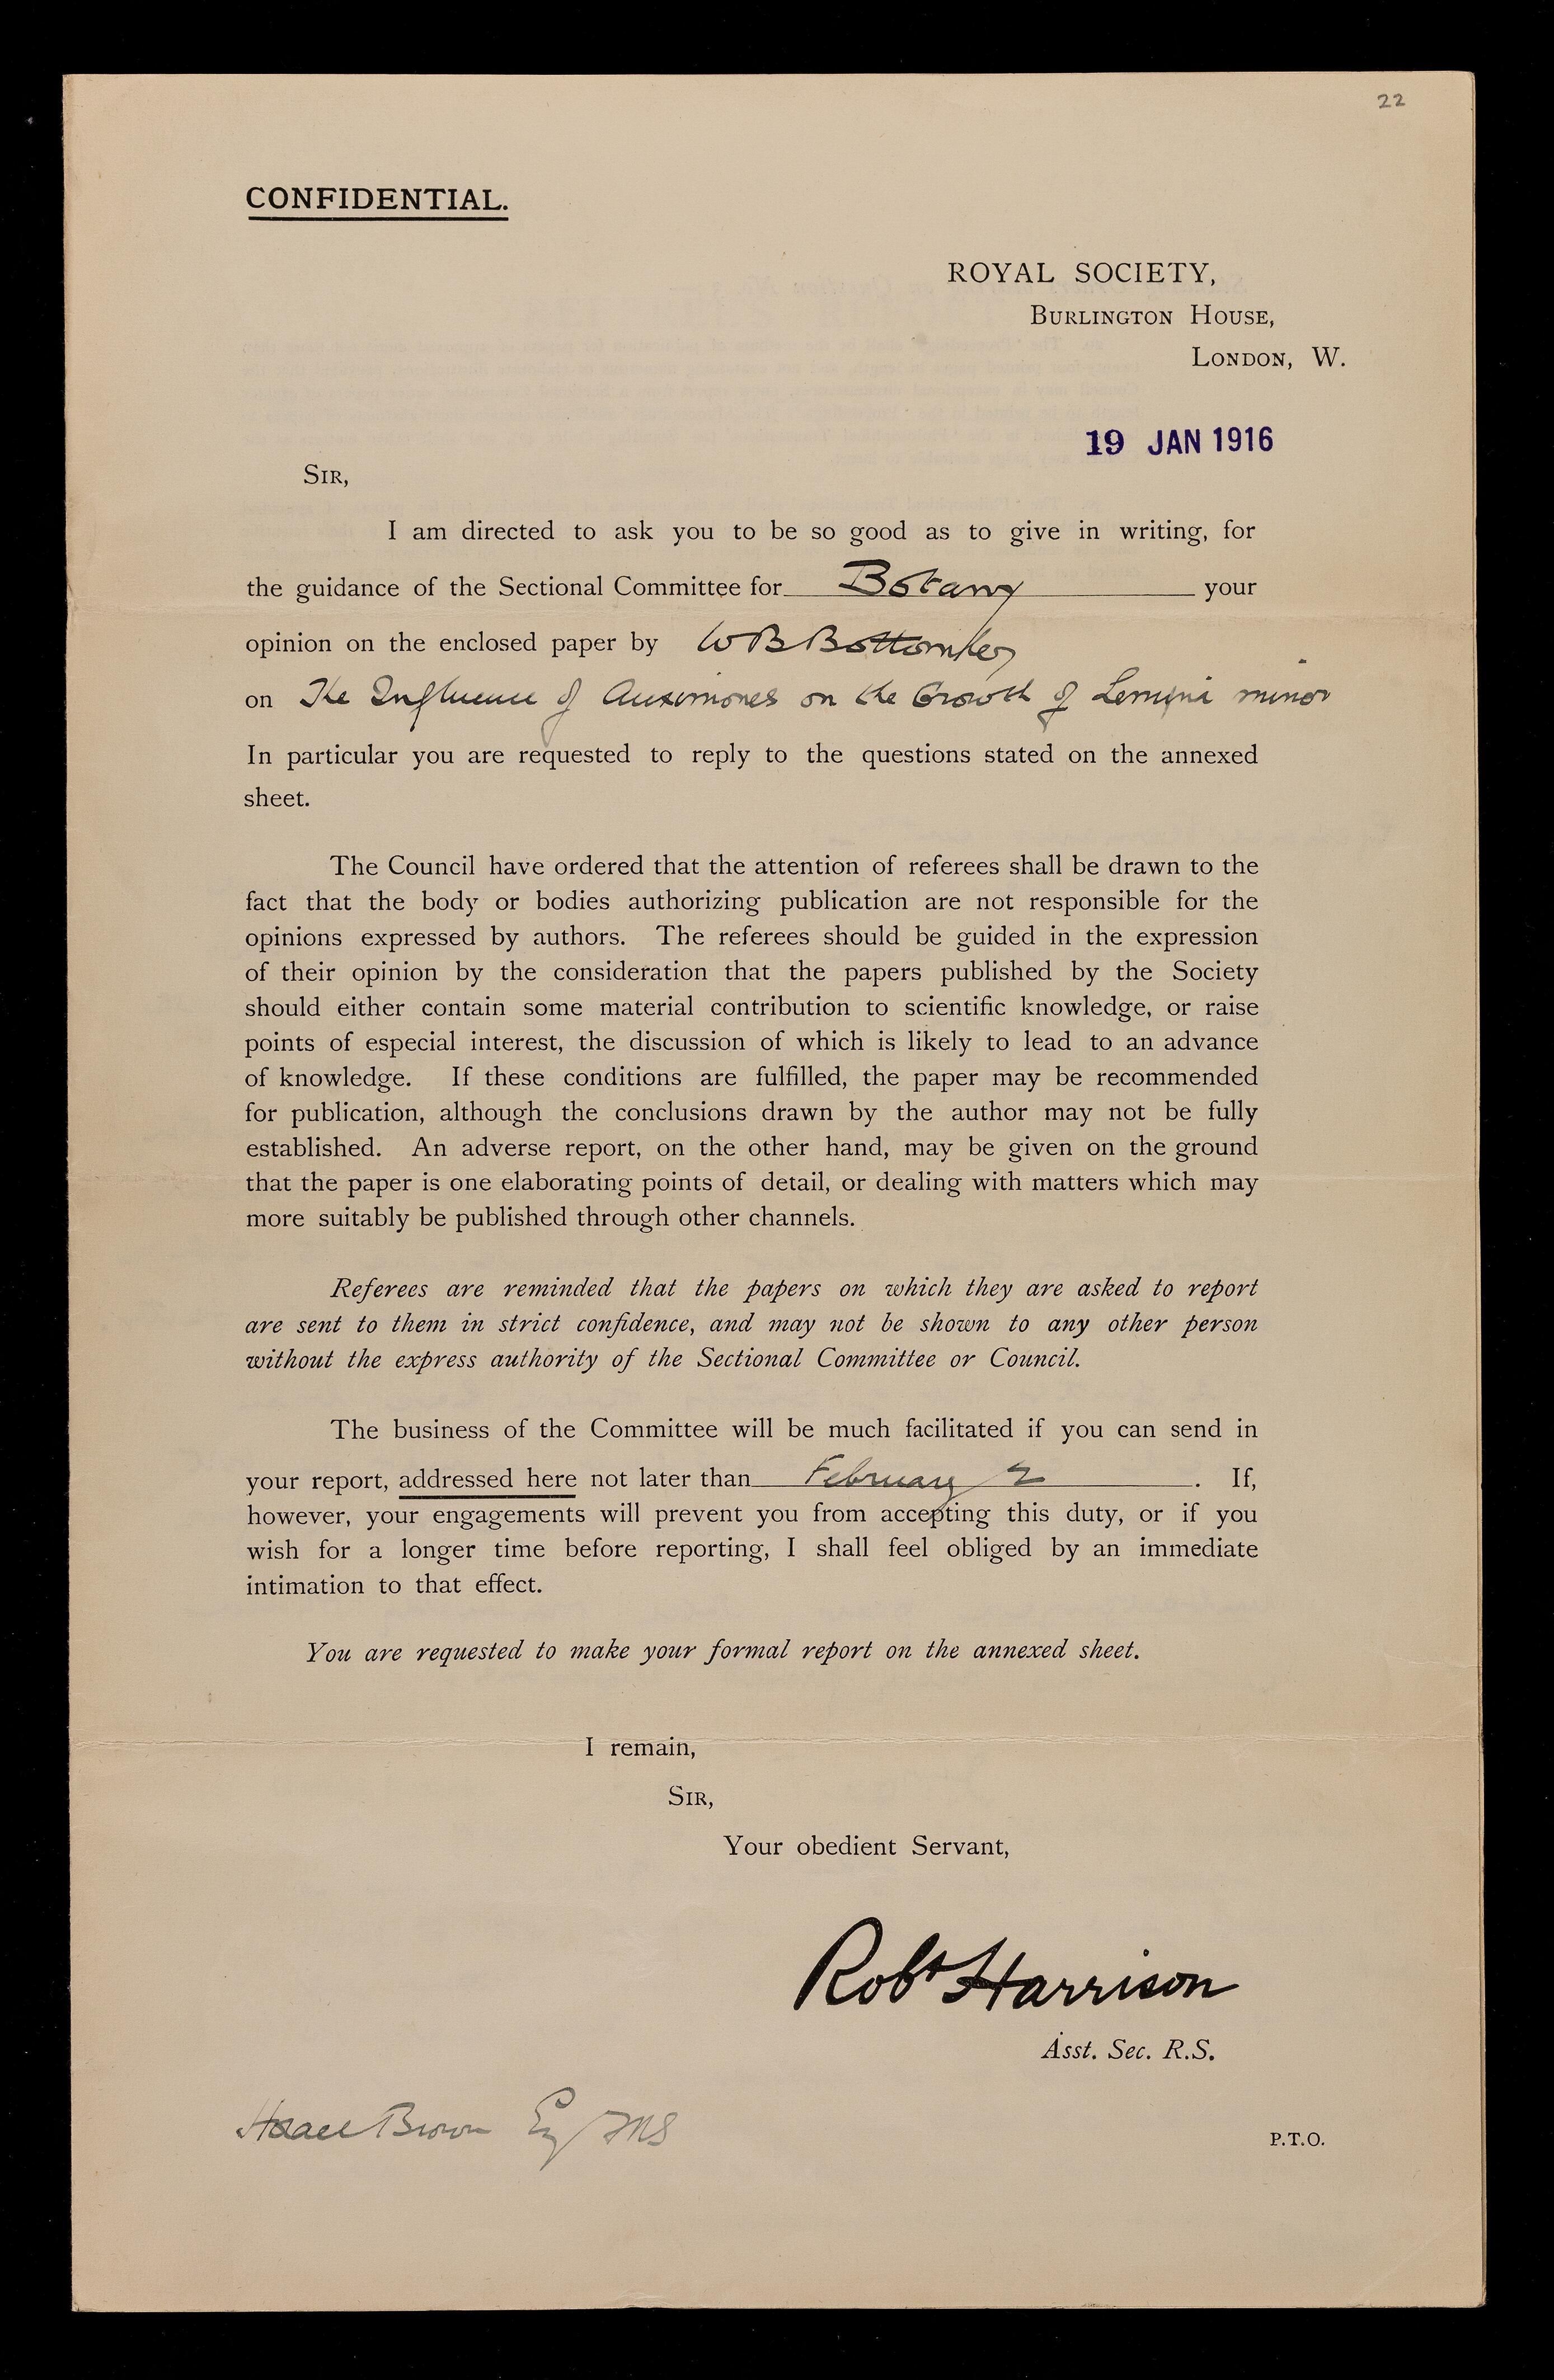 22
CONFIDENTIAL.
ROYAL SOCIETY,
BURLINGTON HOUSE,
LONDON, W.
19 JAN 1916
SIR,
I am directed to ask you to be so good as to give in writing, for
the guidance of the Sectional Committee for Botany your
opinion on the enclosed paper by W B Bottomley
on The Influence of Auximones on the Growth of Lemna minor
In particular you are requested to reply to the questions stated on the annexed
sheet.
The Council have ordered that the attention of referees shall be drawn to the
fact that the body or bodies authorizing publication are not responsible for the
opinions expressed by authors. The referees should be guided in the expression
of their opinion by the consideration that the papers published by the Society
should either contain some material contribution to scientific knowledge, or raise
points of especial interest, the discussion of which is likely to lead to an advance
of knowledge. If these conditions are fulfilled, the paper may be recommended
for publication, although the conclusions drawn by the author may not be fully
established. An adverse report, on the other hand, may be given on the ground
that the paper is one elaborating points of detail, or dealing with matters which may
more suitably be published through other channels.
Referees are reminded that the papers on which they are asked to report
are sent to them in strict confidence, and may not be shown to any other person
without the express authority of the Sectional Committee or Council.
The business of the Committee will be much facilitated if you can send in
your report, addressed here not later than February 2. If,
however, your engagements will prevent you from accepting this duty, or if you
wish for a longer time before reporting, I shall feel obliged by an immediate
intimation to that effect.
You are requested to make your formal report on the annexed sheet.
I remain,
SIR,
Your obedient Servant,
Robt Harrison
Asst. Sec. R.S.
Horace Brown Esq FRS
P.T.O.